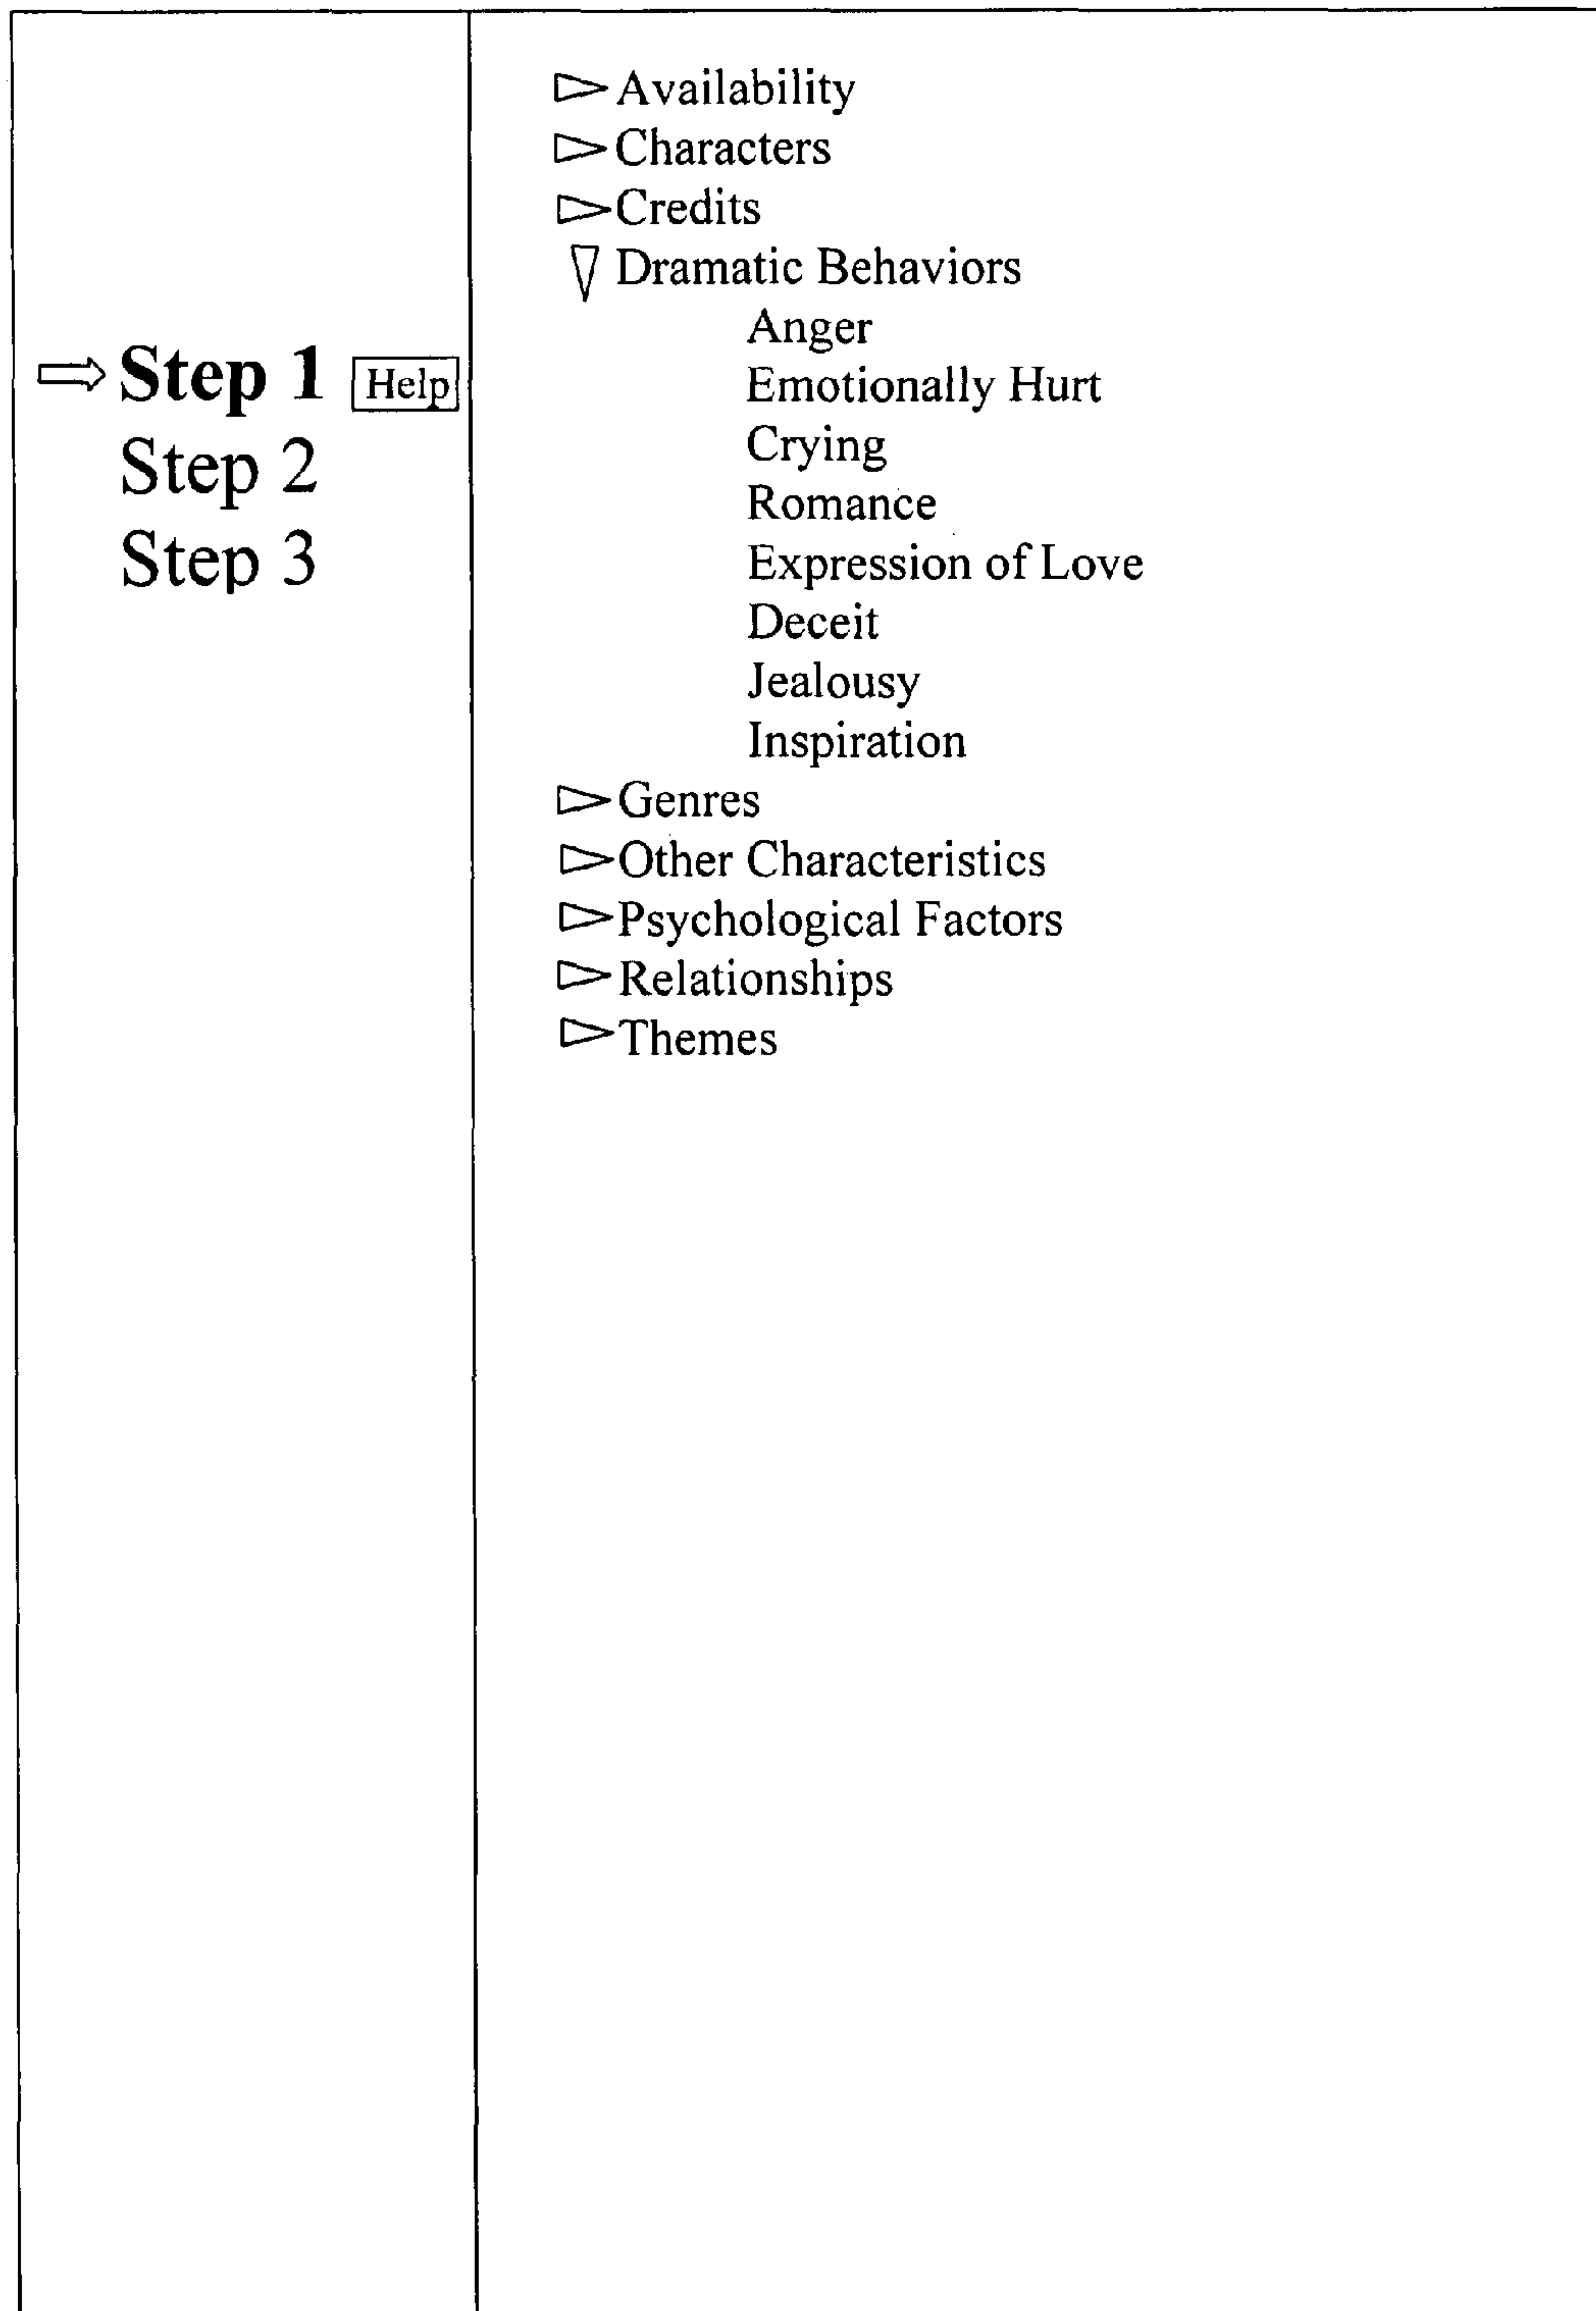 Step 1 Help
Step 2
Step 3
Availability
Characters
Credits
Dramatic Behaviors
Anger
Emotionally Hurt
Crying
Romance
Expression of Love
Deceit
Jealousy
Inspiration
Genres
Other Characteristics
Psychological Factors
Relationships
Themes